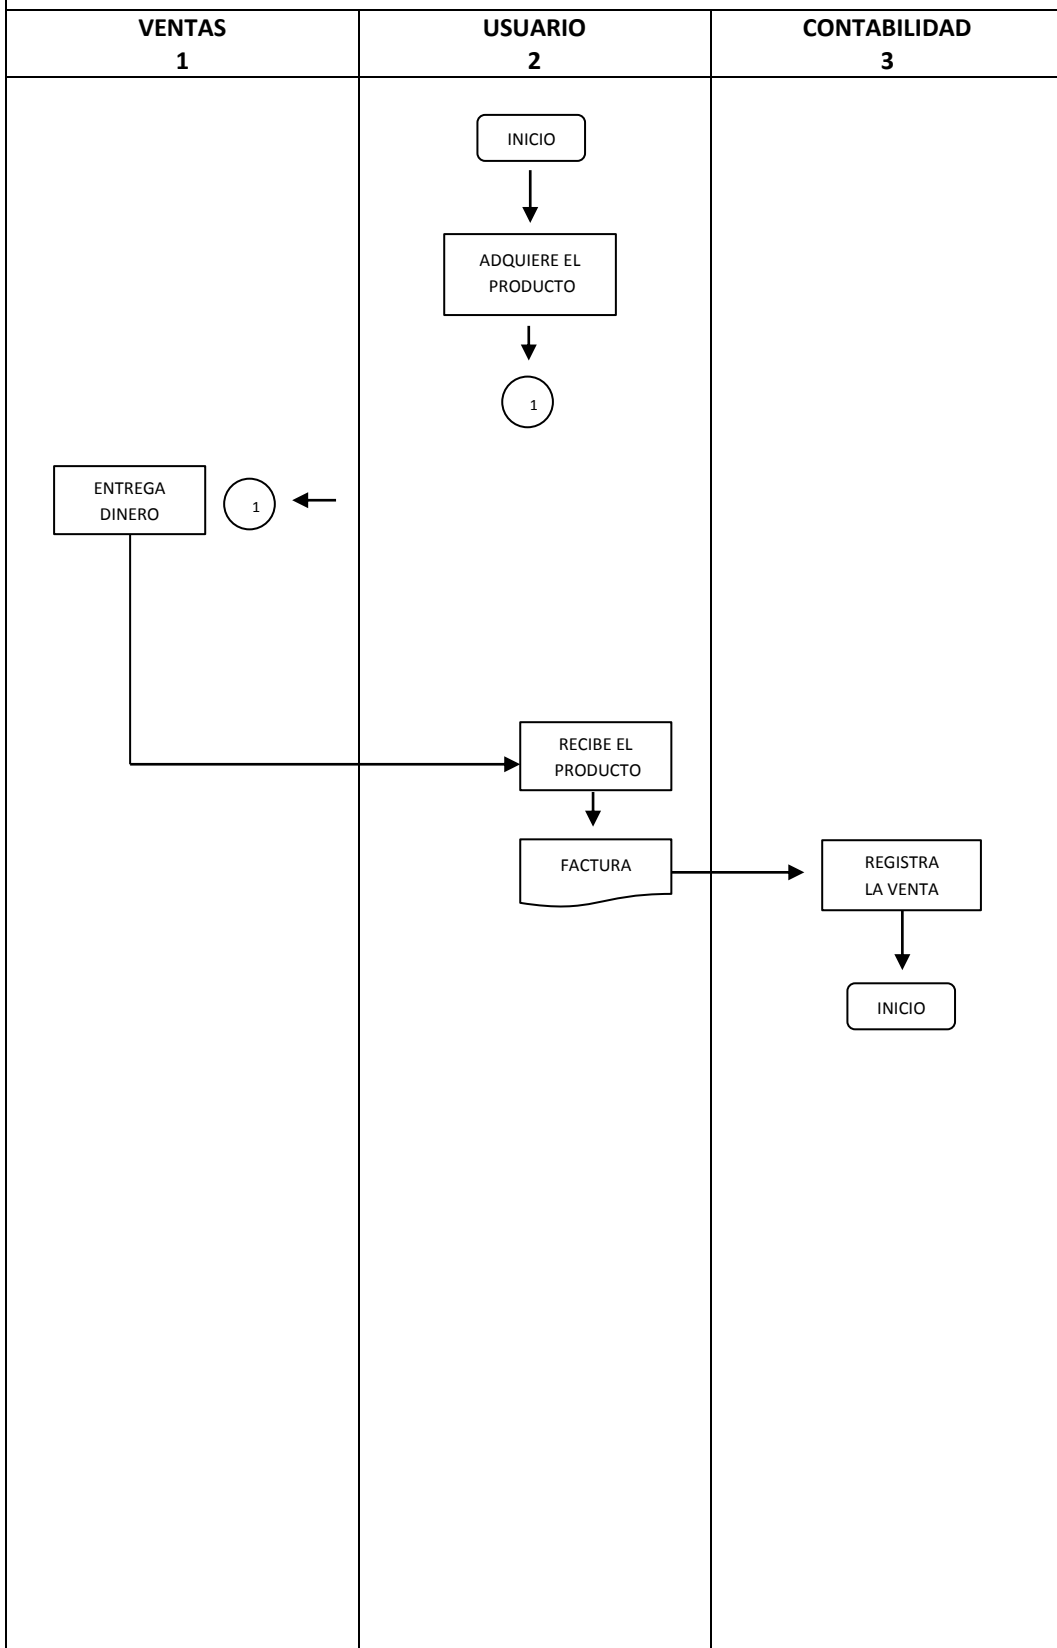 VENTAS
1
USUARIO
2
CONTABILIDAD
3
INICIO
ADQUIERE EL
PRODUCTO
1
ENTREGA
DINERO
1
RECIBE EL
PRODUCTO
FACTURA
REGISTRA
LA VENTA
INICIO